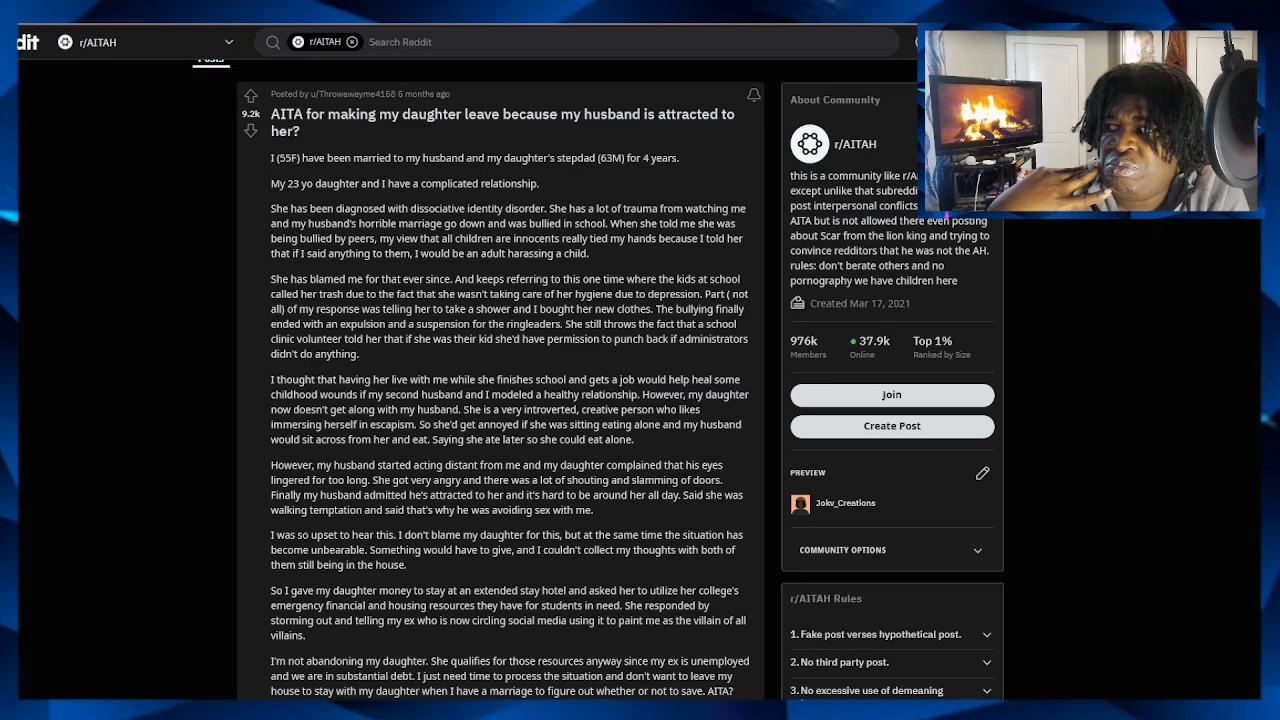 dit
r/AITAH
r/AITAH
Search Reddit
Posts
Posted by u/Throwawayme4158 5 months ago
9.2k
AITA for making my daughter leave because my husband is attracted to
her?
I (55F) have been married to my husband and my daughter's stepdad (63M) for 4 years.
My 23 yo daughter and I have a complicated relationship.
She has been diagnosed with dissociative identity disorder. She has a lot of trauma from watching me
and my husband's horrible marriage go down and was bullied in school. When she told me she was
being bullied by peers, my view that all children are innocents really tied my hands because I told her
that if I said anything to them, I would be an adult harassing a child.
She has blamed me for that ever since. And keeps referring to this one time where the kids at school
called her trash due to the fact that she wasn't taking care of her hygiene due to depression. Part ( not
all) of my response was telling her to take a shower and I bought her new clothes. The bullying finally
ended with an expulsion and a suspension for the ringleaders. She still throws the fact that a school
clinic volunteer told her that if she was their kid she'd have permission to punch back if administrators
didn't do anything.
I thought that having her live with me while she finishes school and gets a job would help heal some
childhood wounds if my second husband and I modeled a healthy relationship. However, my daughter
now doesn't get along with my husband. She is a very introverted, creative person who likes
immersing herself in escapism. So she'd get annoyed if she was sitting eating alone and my husband
would sit across from her and eat. Saying she ate later so she could eat alone.
However, my husband started acting distant from me and my daughter complained that his eyes
lingered for too long. She got very angry and there was a lot of shouting and slamming of doors.
Finally my husband admitted he's attracted to her and it's hard to be around her all day. Said she was
walking temptation and said that's why he was avoiding sex with me.
I was so upset to hear this. I don't blame my daughter for this, but at the same time the situation has
become unbearable. Something would have to give, and I couldn't collect my thoughts with both of
them still being in the house.
So I gave my daughter money to stay at an extended stay hotel and asked her to utilize her college's
emergency financial and housing resources they have for students in need. She responded by
storming out and telling my ex who is now circling social media using it to paint me as the villain of all
villains.
I'm not abandoning my daughter. She qualifies for those resources anyway since my ex is unemployed
and we are in substantial debt. I just need time to process the situation and don't want to leave my
house to stay with my daughter when I have a marriage to figure out whether or not to save. AITA?
About Community
r/AITAH
this is a community like r/Ai
except unlike that subreddi
post interpersonal conflicts
AITA but is not allowed there even posting
about Scar from the lion king and trying to
convince redditors that he was not the AH.
rules: don't berate others and no
pornography we have children here
Created Mar 17, 2021
976k 37.9k Top 1%
Members Online Ranked by Size
Join
Create Post
PREVIEW
Jokv_Creations
COMMUNITY OPTIONS
r/AITAH Rules
1. Fake post verses hypothetical post.
2. No third party post.
3. No excessive use of demeaning